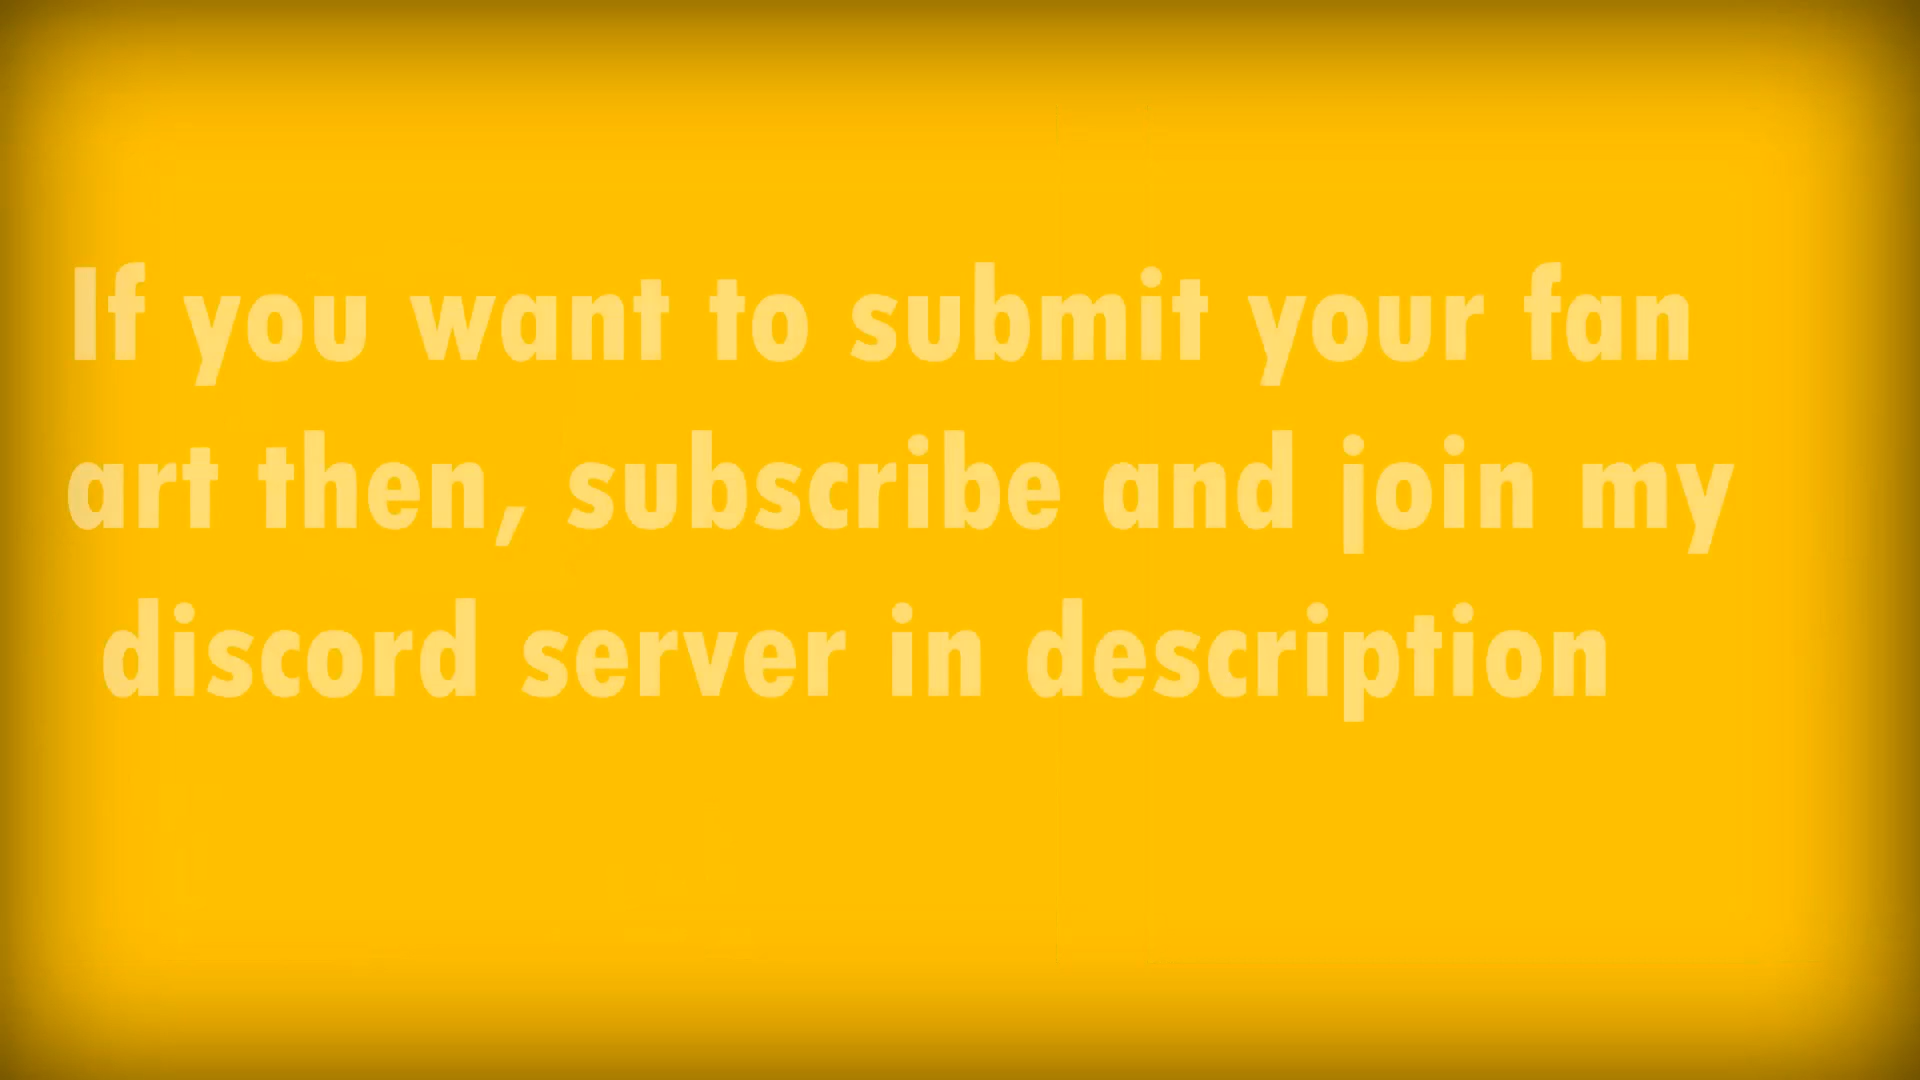 If you want to submit your fan
art then, subscribe and join my
discord server in description